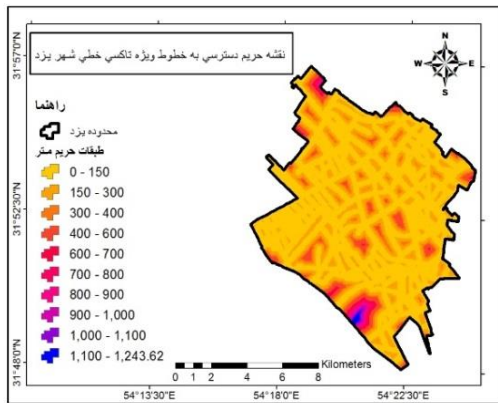 نقشه حريم دسترسي به خطوط ويژه تاكسي خطي شهر يزد
N
W E
S
راهنما
محدوده يزد
طبقات حريم متر
0 - 150
150 - 300
300 - 400
400 - 600
600 - 700
700 - 800
800 - 900
900 - 1,000
1,000 - 1,100
1,100 - 1,243.62
Kilometers
0 1 2 4 6 8
31°57'0"N
31°52'30"N
31°48'0"N
54°13'30"E 54°18'0"E 54°22'30"E